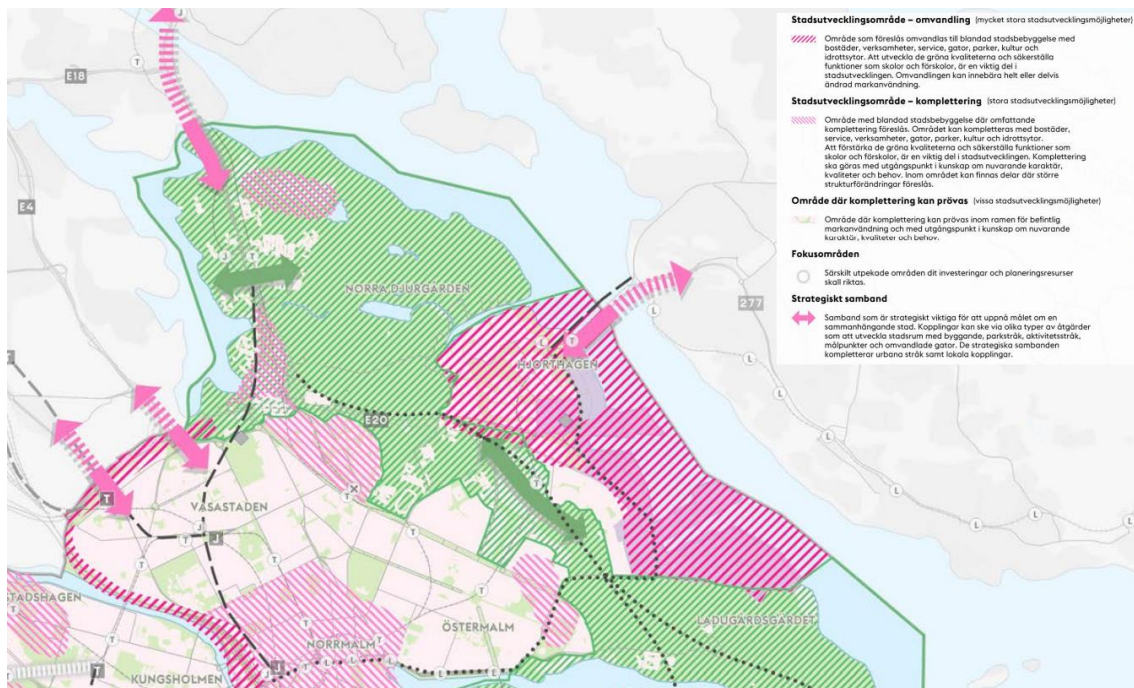 Stadsutvecklingsområde – omvandling (mycket stora stadsutvecklingsmöjligheter)
Område som föreslås omvandlas till blandad stadsbebyggelse med
bostäder, verksamheter, service, gator, parker, kultur och
idrottsytor. Att utveckla de gröna kvaliteterna och säkerställa
funktioner som skolor och förskolor, är en viktig del i
stadsutvecklingen. Omvandlingen kan innebära helt eller delvis
ändrad markanvändning.
Stadsutvecklingsområde – komplettering (stora stadsutvecklingsmöjligheter)
Område med blandad stadsbebyggelse där omfattande
komplettering föreslås. Området kan kompletteras med bostäder,
service, verksamheter, gator, parker, kultur och idrottsytor.
Att förstärka de gröna kvaliteterna och säkerställa funktioner som
skolor och förskolor, är en viktig del i stadsutvecklingen. Komplettering
ska göras med utgångspunkt i kunskap om nuvarande karaktär,
kvaliteter och behov. Inom området kan finnas delar där större
strukturförändringar föreslås.
Område där komplettering kan prövas (vissa stadsutvecklingsmöjligheter)
Område där komplettering kan prövas inom ramen för befintlig
markanvändning och med utgångspunkt i kunskap om nuvarande
karaktär, kvaliteter och behov.
Fokusområden
Särskilt utpekade områden dit investeringar och planeringsresurser
skall riktas.
Strategiskt samband
Samband som är strategiskt viktiga för att uppnå målet om en
sammanhängande stad. Kopplingar kan ske via olika typer av åtgärder
som att utveckla stadsrum med byggande, parkstråk, aktivitetsstråk,
målpunkter och omvandlade gator. De strategiska sambanden
kompletterar urbana stråk samt lokala kopplingar.
E18
E4
277
NORRA DJURGÅRDEN
HJORTHAGEN
E20
VASASTADEN
STADSHAGEN
NORRMALM
ÖSTERMALM
LADUGÅRDSGÄRDET
KUNGSHOLMEN